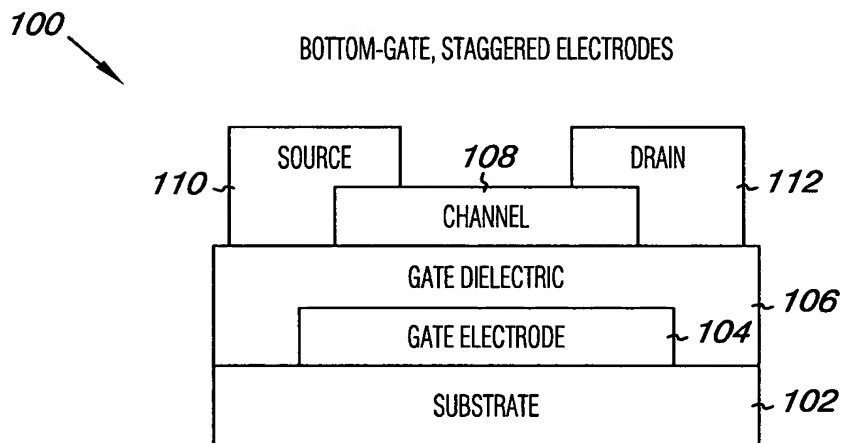 100
BOTTOM-GATE, STAGGERED ELECTRODES
SOURCE
108
DRAIN
110
112
CHANNEL
GATE DIELECTRIC
106
GATE ELECTRODE
104
SUBSTRATE
102